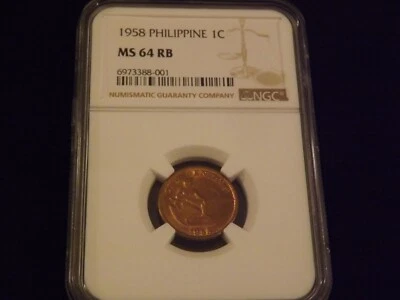 1958 PHILIPPINE 1C
MS 64 RB
6973388-001
NUMISMATIC GUARANTY COMPANY
NGC